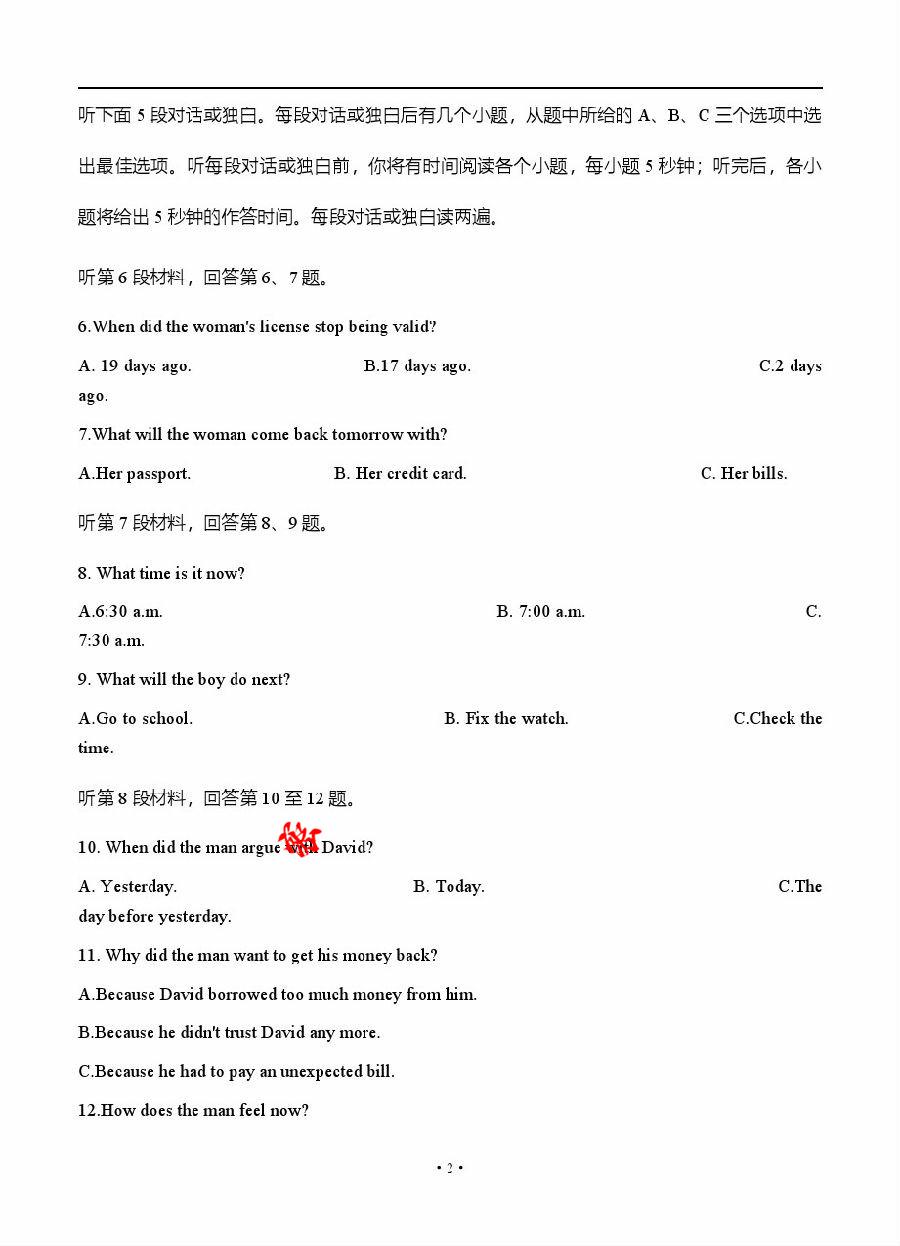 听下面 5 段对话或独白。每段对话或独白后有几个小题，从题中所给的 A、B、C 三个选项中选
出最佳选项。听每段对话或独白前，你将有时间阅读各个小题，每小题 5 秒钟；听完后，各小
题将给出 5 秒钟的作答时间。每段对话或独白读两遍。
听第 6 段材料，回答第 6、7 题。
6.When did the woman's license stop being valid?
A. 19 days ago. B.17 days ago. C.2 days
ago.
7.What will the woman come back tomorrow with?
A.Her passport. B. Her credit card. C. Her bills.
听第 7 段材料，回答第 8、9 题。
8. What time is it now?
A.6:30 a.m. B. 7:00 a.m. C.
7:30 a.m.
9. What will the boy do next?
A.Go to school. B. Fix the watch. C.Check the
time.
听第 8 段材料，回答第 10 至 12 题。
10. When did the man argue with David?
A. Yesterday. B. Today. C.The
day before yesterday.
11. Why did the man want to get his money back?
A.Because David borrowed too much money from him.
B.Because he didn't trust David any more.
C.Because he had to pay an unexpected bill.
12.How does the man feel now?
• 2 •